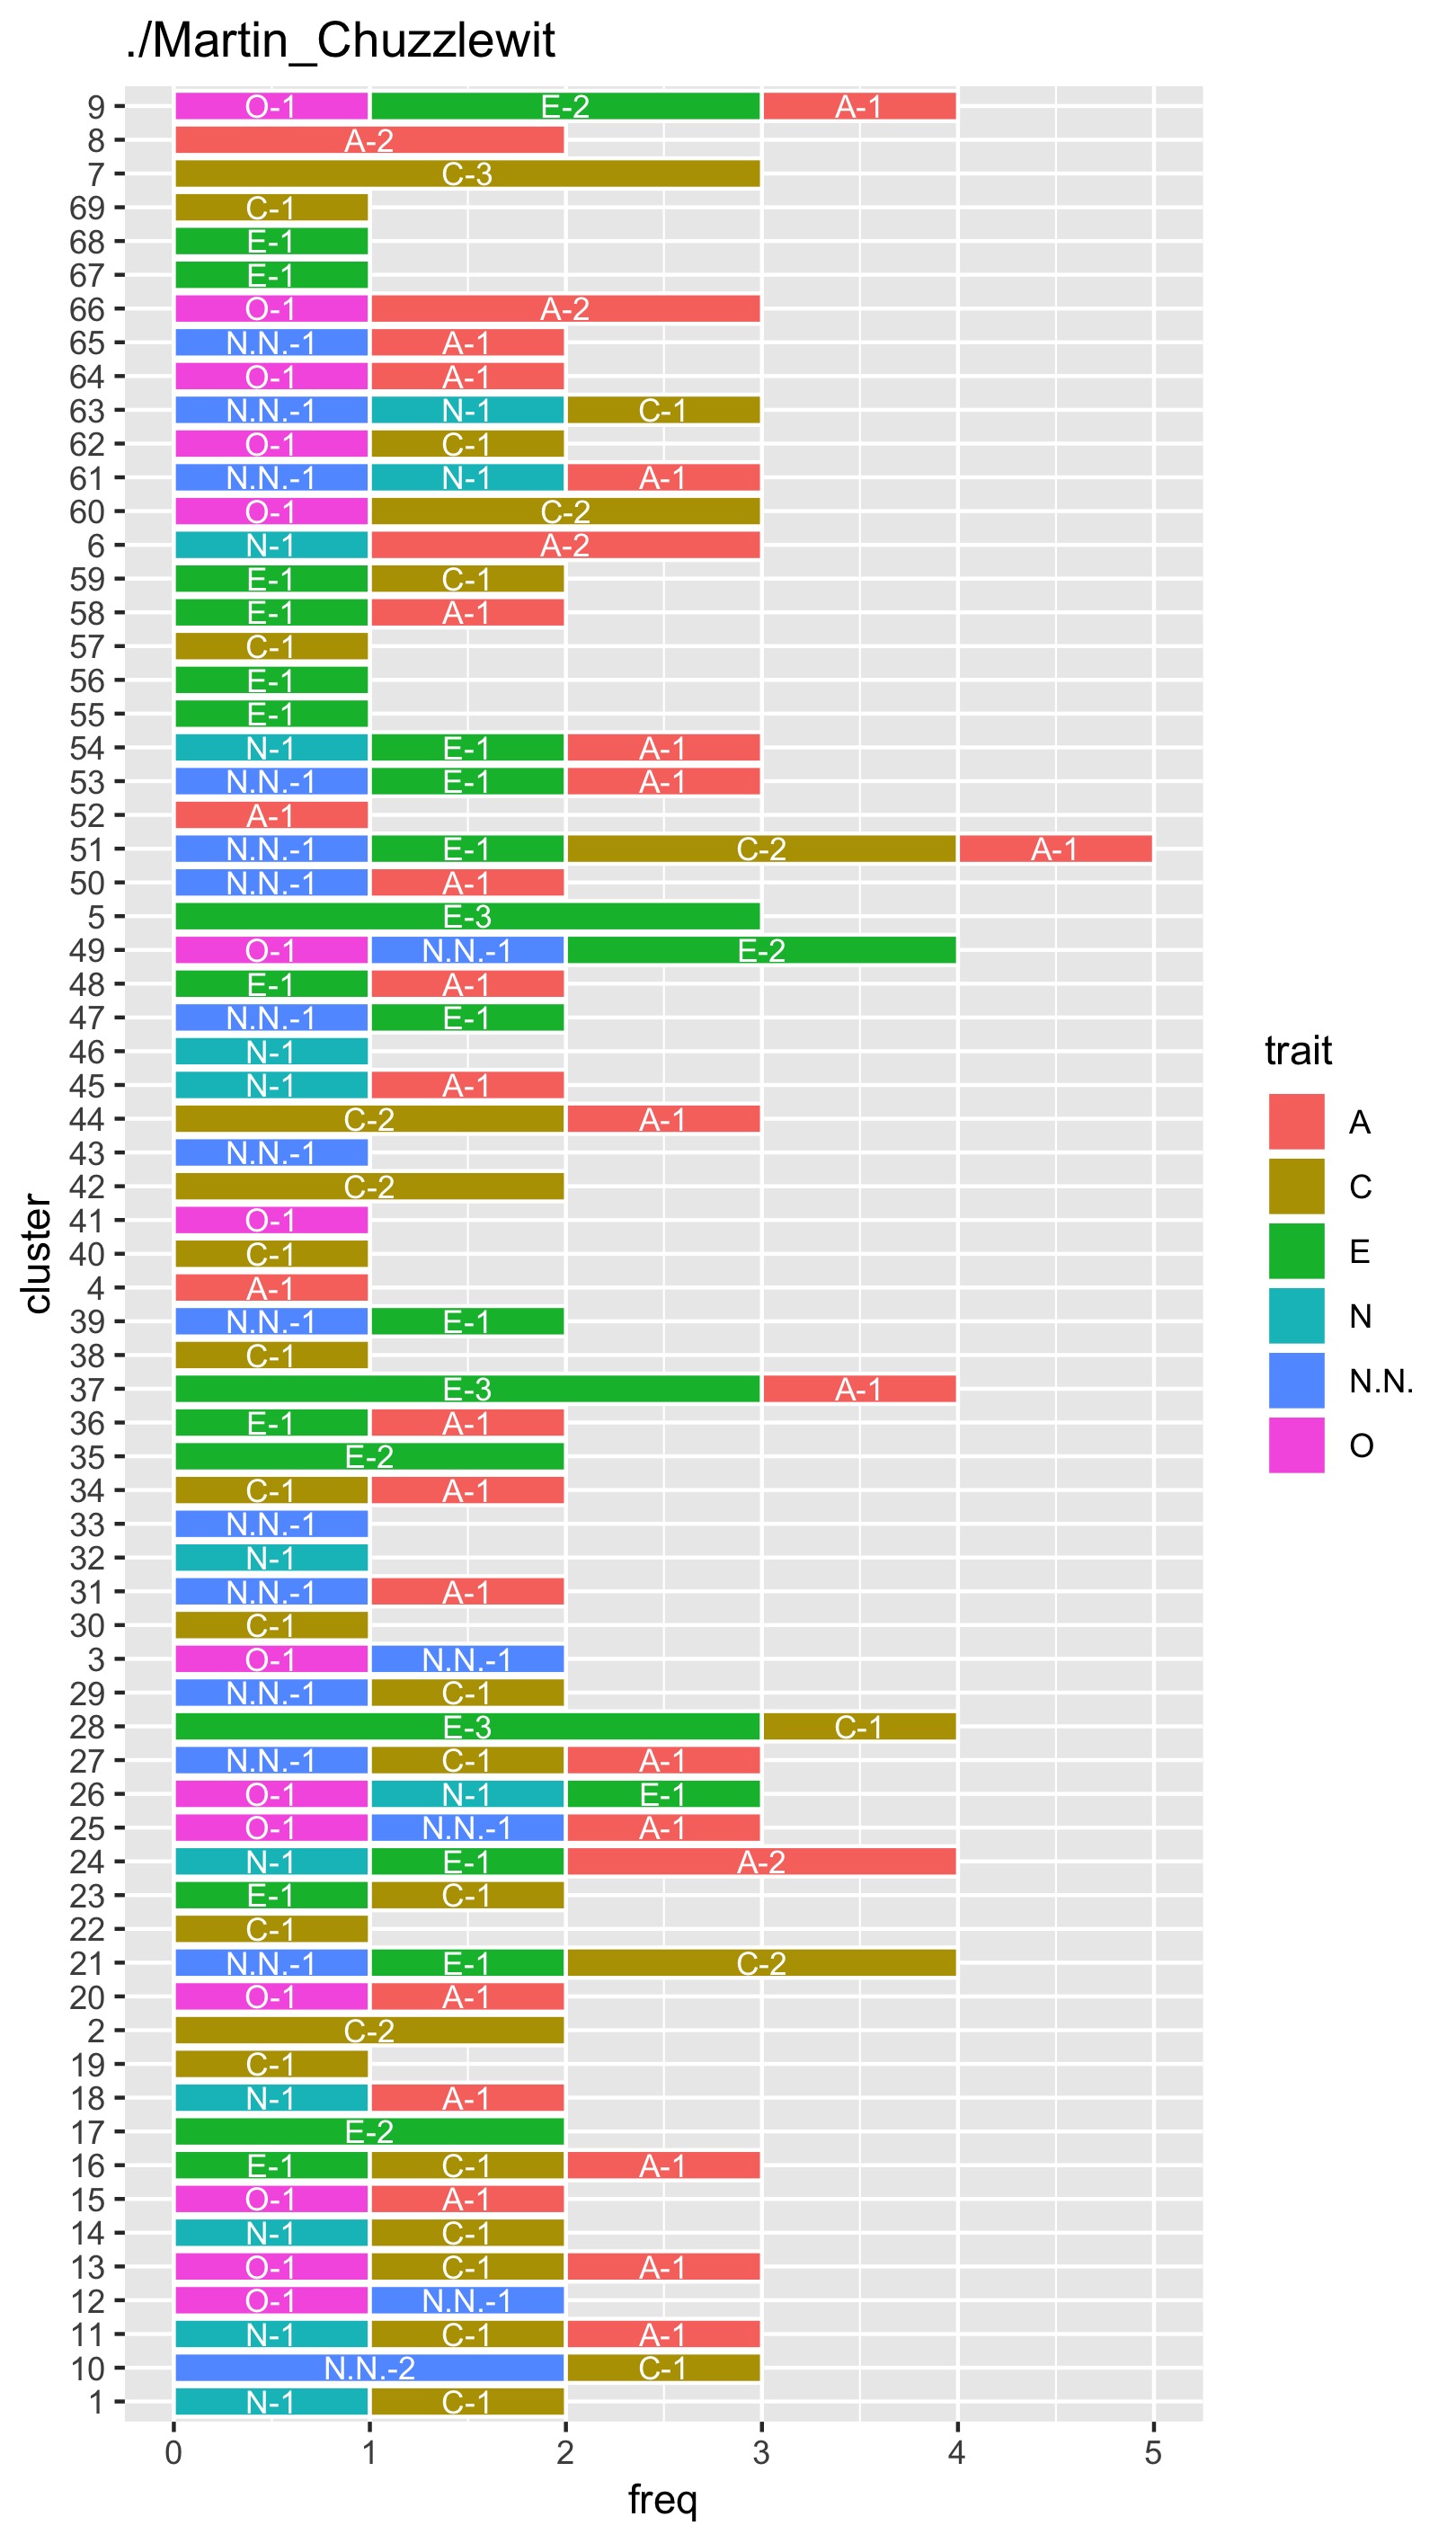 ./Martin_Chuzzlewit
9 O-1 E-2 A-1
8 A-2
7 C-3
69 C-1
68 E-1
67 E-1
66 O-1 A-2
65 N.N.-1 A-1
64 O-1 A-1
63 N.N.-1 N-1 C-1
62 O-1 C-1
61 N.N.-1 N-1 A-1
60 O-1 C-2
6 N-1 A-2
59 E-1 C-1
58 E-1 A-1
57 C-1
56 E-1
55 E-1
54 N-1 E-1 A-1
53 N.N.-1 E-1 A-1
52 A-1
51 N.N.-1 E-1 C-2 A-1
50 N.N.-1 A-1
5 E-3
49 O-1 N.N.-1 E-2
48 E-1 A-1
47 N.N.-1 E-1
46 N-1
45 N-1 A-1
44 C-2 A-1
43 N.N.-1
42 C-2
41 O-1
40 C-1
4 A-1
39 N.N.-1 E-1
38 C-1
37 E-3 A-1
36 E-1 A-1
35 E-2
34 C-1 A-1
33 N.N.-1
32 N-1
31 N.N.-1 A-1
30 C-1
3 O-1 N.N.-1
29 N.N.-1 C-1
28 E-3 C-1
27 N.N.-1 C-1 A-1
26 O-1 N-1 E-1
25 O-1 N.N.-1 A-1
24 N-1 E-1 A-2
23 E-1 C-1
22 C-1
21 N.N.-1 E-1 C-2
20 O-1 A-1
2 C-2
19 C-1
18 N-1 A-1
17 E-2
16 E-1 C-1 A-1
15 O-1 A-1
14 N-1 C-1
13 O-1 C-1 A-1
12 O-1 N.N.-1
11 N-1 C-1 A-1
10 N.N.-2 C-1
1 N-1 C-1
0 1 2 3 4 5
freq
cluster
trait
A
C
E
N
N.N.
O